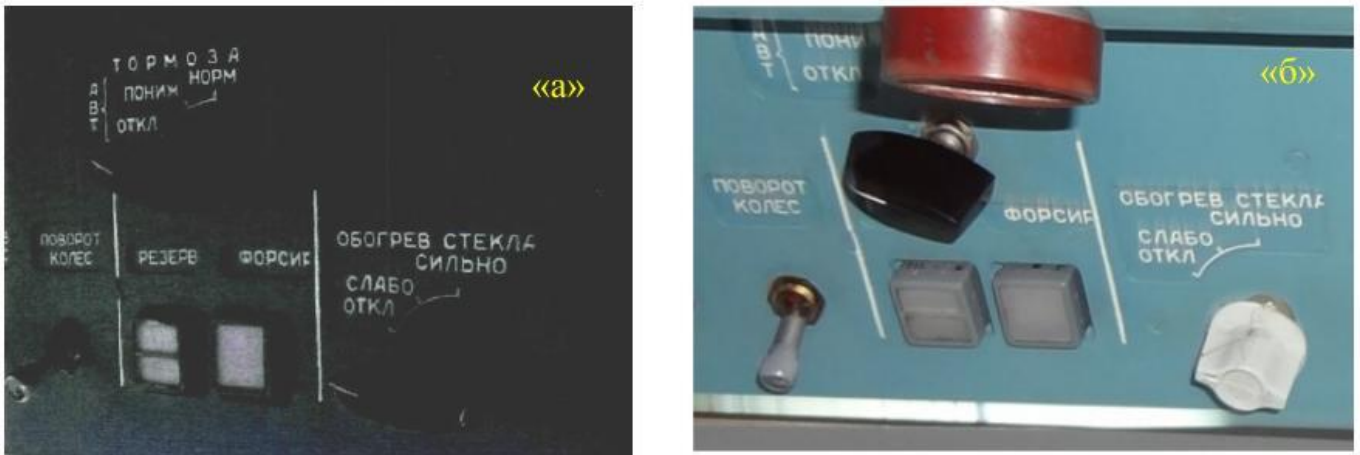 «а»
ТОРМОЗА
НОРМ
ПОНИЖ
АВТ
ОТКЛ
ПОВОРОТ
КОЛЕС
РЕЗЕРВ
ФОРСИР
ОБОГРЕВ СТЕКЛА
СИЛЬНО
СЛАБО
ОТКЛ
«б»
АВТ
ПОНИ
ОТКЛ
ПОВОРОТ
КОЛЕС
ФОРСИР
ОБОГРЕВ СТЕКЛА
СИЛЬНО
СЛАБО
ОТКЛ